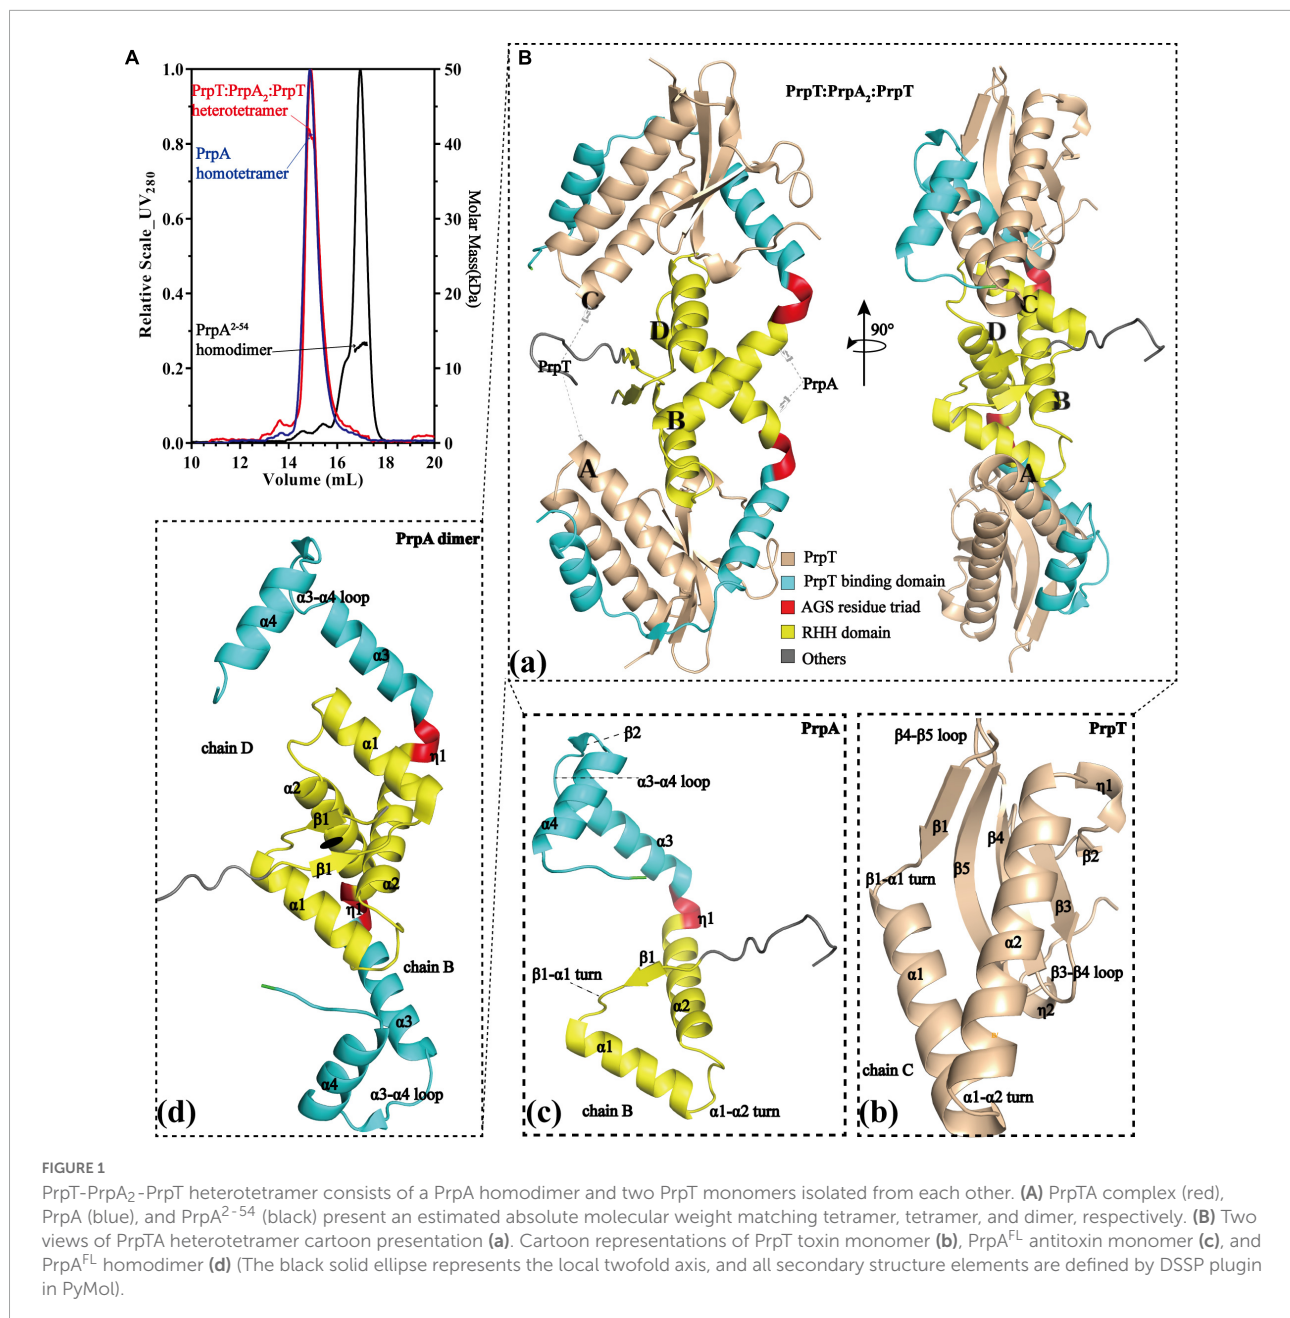 A
1.0
0.8
0.6
0.4
0.2
0.0
Relative Scale_UV280
50
40
30
20
10
0
Molar Mass(kDa)
10 12 14 16 18 20
Volume (mL)
PrpT:PrpA2:PrpT
heterotetramer
PrpA
homotetramer
PrpA2-54
homodimer
B
PrpT:PrpA2:PrpT
C
D
B
A
PrpT
PrpA
90°
C
D
B
A
PrpT
PrpT binding domain
AGS residue triad
RHH domain
Others
(a)
PrpA dimer
α3-α4 loop
α4
α3
chain D
α1
η1
α2
β1
β1
α2
α1
η1
chain B
α3
α4
α3-α4 loop
(d)
PrpA
β2
α3-α4 loop
α4
α3
η1
β1
β1-α1 turn
α2
α1
chain B
α1-α2 turn
(c)
PrpT
β4-β5 loop
η1
β1
β4
β2
β5
β1-α1 turn
β3
α2
α1
β3-β4 loop
η2
chain C
α1-α2 turn
(b)
FIGURE 1
PrpT-PrpA2-PrpT heterotetramer consists of a PrpA homodimer and two PrpT monomers isolated from each other. (A) PrpTA complex (red),
PrpA (blue), and PrpA2-54 (black) present an estimated absolute molecular weight matching tetramer, tetramer, and dimer, respectively. (B) Two
views of PrpTA heterotetramer cartoon presentation (a). Cartoon representations of PrpT toxin monomer (b), PrpAFL antitoxin monomer (c), and
PrpAFL homodimer (d) (The black solid ellipse represents the local twofold axis, and all secondary structure elements are defined by DSSP plugin
in PyMol).